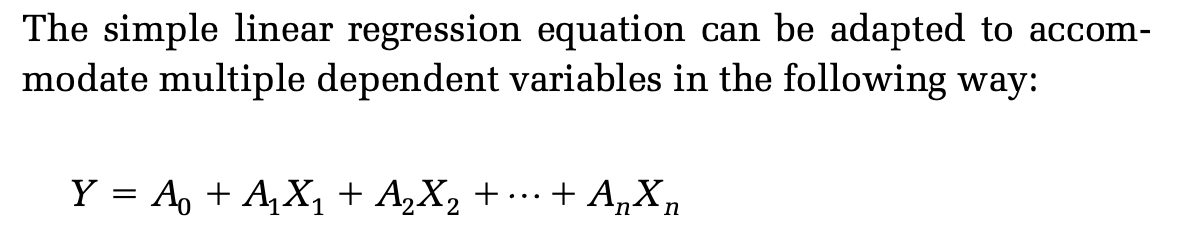 The simple linear regression equation can be adapted to accom-
modate multiple dependent variables in the following way:
Y = A₀ + A₁X₁ + A₂X₂ + ··· + AₙXₙ